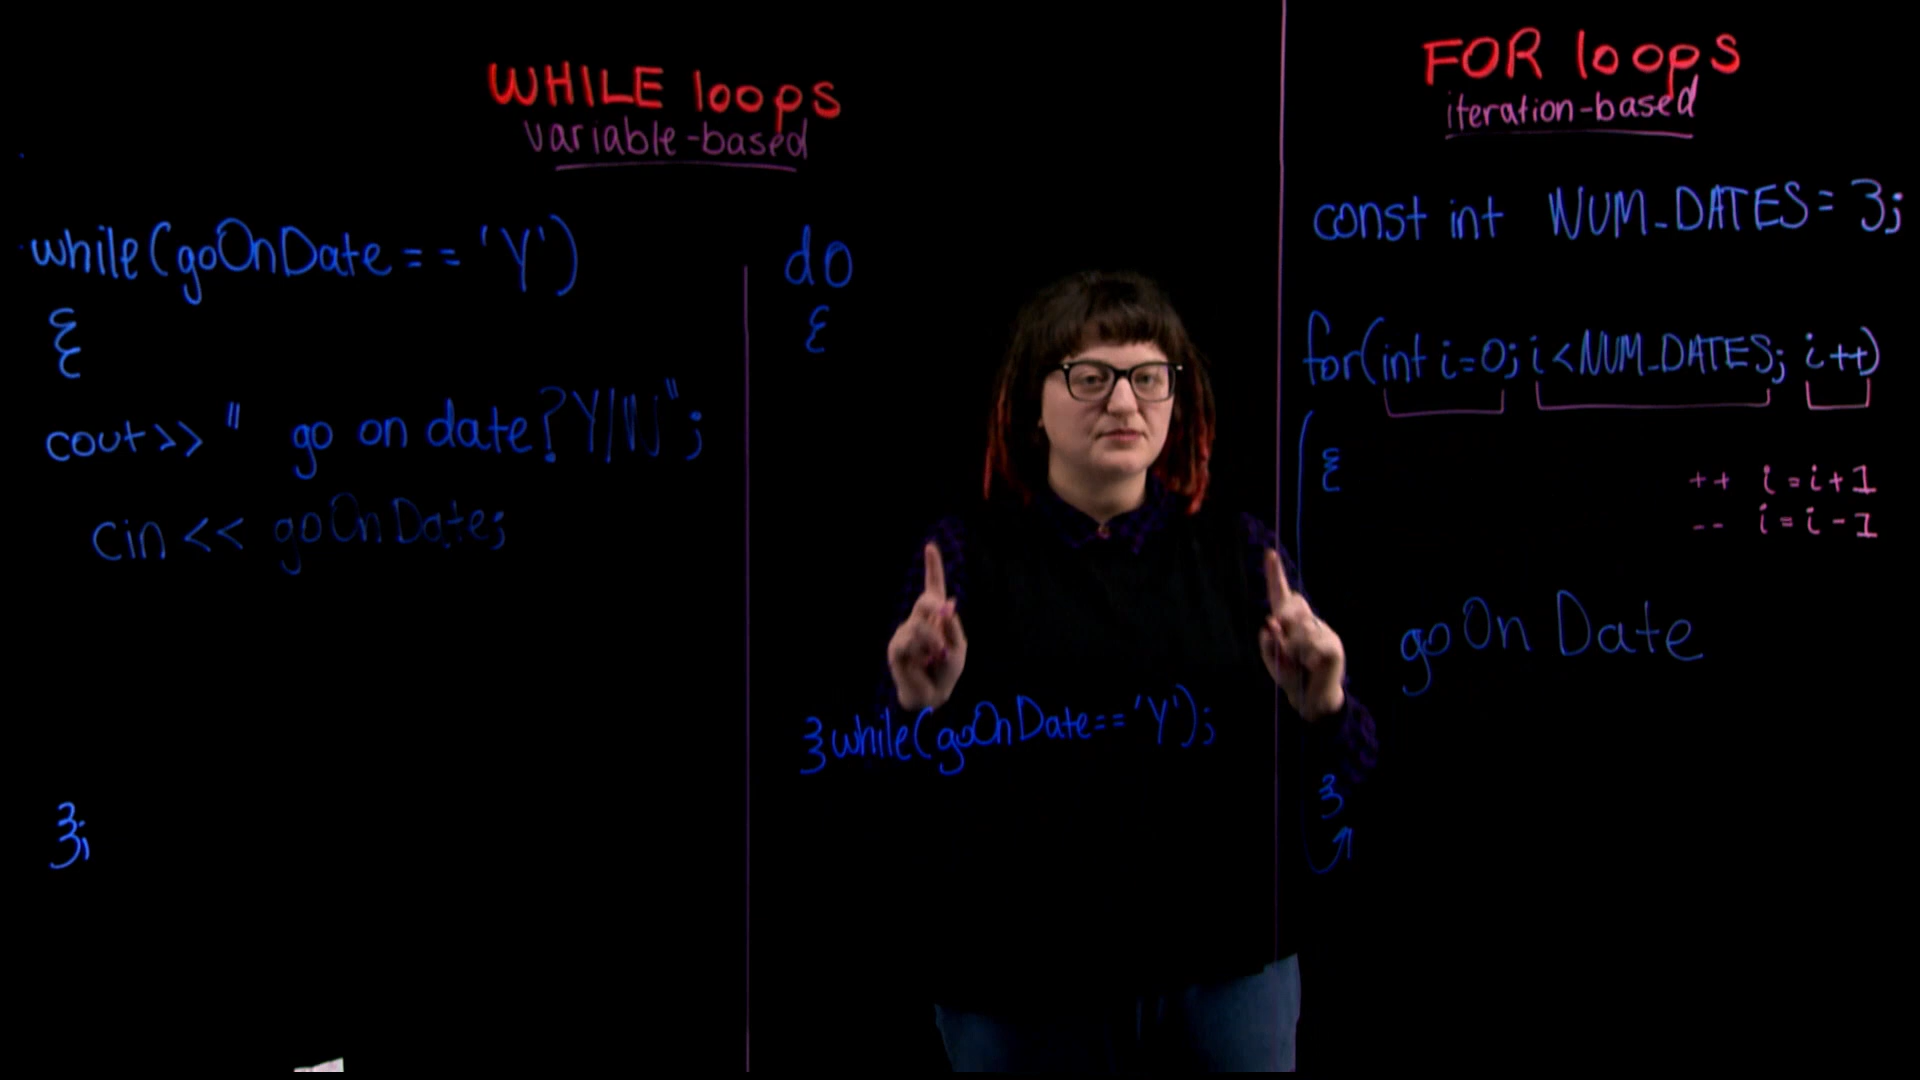 WHILE loops
variable-based
while(goOnDate == 'Y')
{
cout>> " go on date? Y/N";
cin << goOnDate;
};
do
{
}while(goOnDate=='Y');
FOR loops
iteration-based
const int NUM_DATES = 3;
for(int i=0; i<NUM_DATES; i++)
{
++ i=i+1
-- i=i-1
goOnDate
}